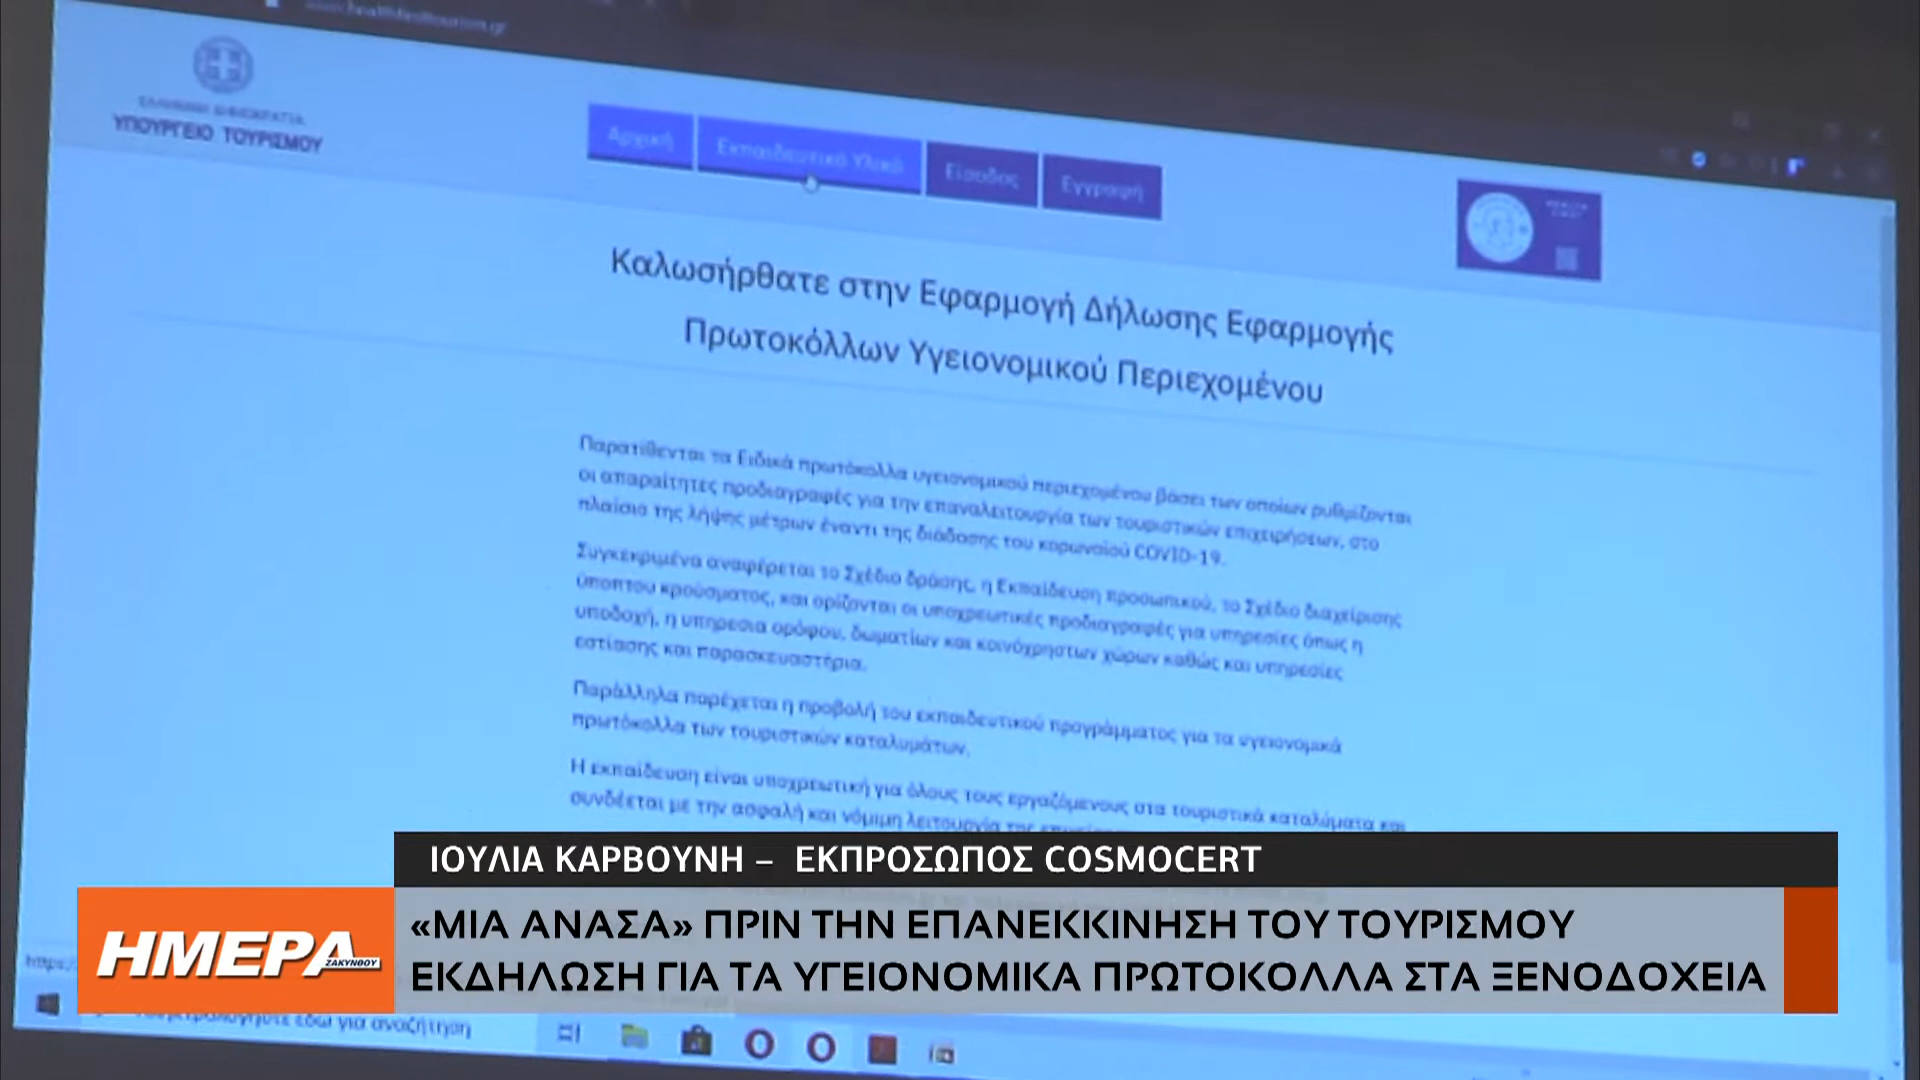 ΕΛΛΗΝΙΚΗ ΔΗΜΟΚΡΑΤΙΑ
ΥΠΟΥΡΓΕΙΟ ΤΟΥΡΙΣΜΟΥ
Αρχική Εκπαιδευτικό Υλικό Είσοδος Εγγραφή
Καλωσήρθατε στην Εφαρμογή Δήλωσης Εφαρμογής
Πρωτοκόλλων Υγειονομικού Περιεχομένου
Παρατίθενται τα Ειδικά πρωτόκολλα υγειονομικού περιεχομένου βάσει των οποίων ρυθμίζονται
οι απαραίτητες προδιαγραφές για την επαναλειτουργία των τουριστικών επιχειρήσεων, στο
πλαίσιο της λήψης μέτρων έναντι της διάδοσης του κορωνοϊού COVID-19.
Συγκεκριμένα αναφέρεται το Σχέδιο δράσης, η Εκπαίδευση προσωπικού, το Σχέδιο διαχείρισης
ύποπτου κρούσματος, και ορίζονται οι υποχρεωτικές προδιαγραφές για υπηρεσίες όπως η
υποδοχή, η υπηρεσια ορόφου, δωματίων και κοινόχρηστων χώρων καθώς και υπηρεσίες
εστίασης και παρασκευαστήρια.
Παράλληλα παρέχεται η προβολή του εκπαιδευτικού προγράμματος για τα υγειονομικά
πρωτόκολλα των τουριστικών καταλυμάτων.
Η εκπαίδευση είναι υποχρεωτική για όλους τους εργαζόμενους στα τουριστικά καταλύματα και
συνδέεται με την ασφαλή και νόμιμη λειτουργία της
ΙΟΥΛΙΑ ΚΑΡΒΟΥΝΗ – ΕΚΠΡΟΣΩΠΟΣ COSMOCERT
ΗΜΕΡΑ ΖΑΚΥΝΘΟΥ
«ΜΙΑ ΑΝΑΣΑ» ΠΡΙΝ ΤΗΝ ΕΠΑΝΕΚΚΙΝΗΣΗ ΤΟΥ ΤΟΥΡΙΣΜΟΥ
ΕΚΔΗΛΩΣΗ ΓΙΑ ΤΑ ΥΓΕΙΟΝΟΜΙΚΑ ΠΡΩΤΟΚΟΛΛΑ ΣΤΑ ΞΕΝΟΔΟΧΕΙΑ
εδώ για αναζήτηση